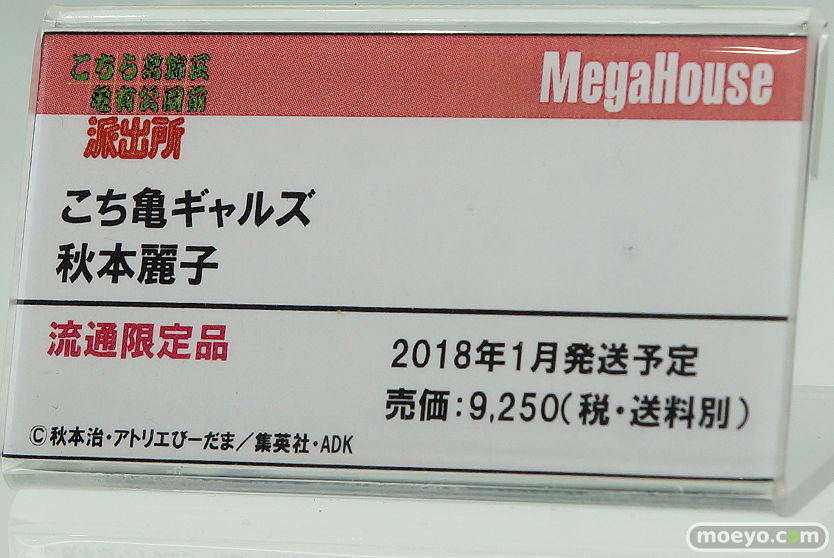 こちら葛飾区
亀有公園前
派出所
MegaHouse
こち亀ギャルズ
秋本麗子
流通限定品
2018年1月発送予定
売価:9,250(税・送料別)
©秋本治・アトリエびーだま/集英社・ADK
moeyo.com